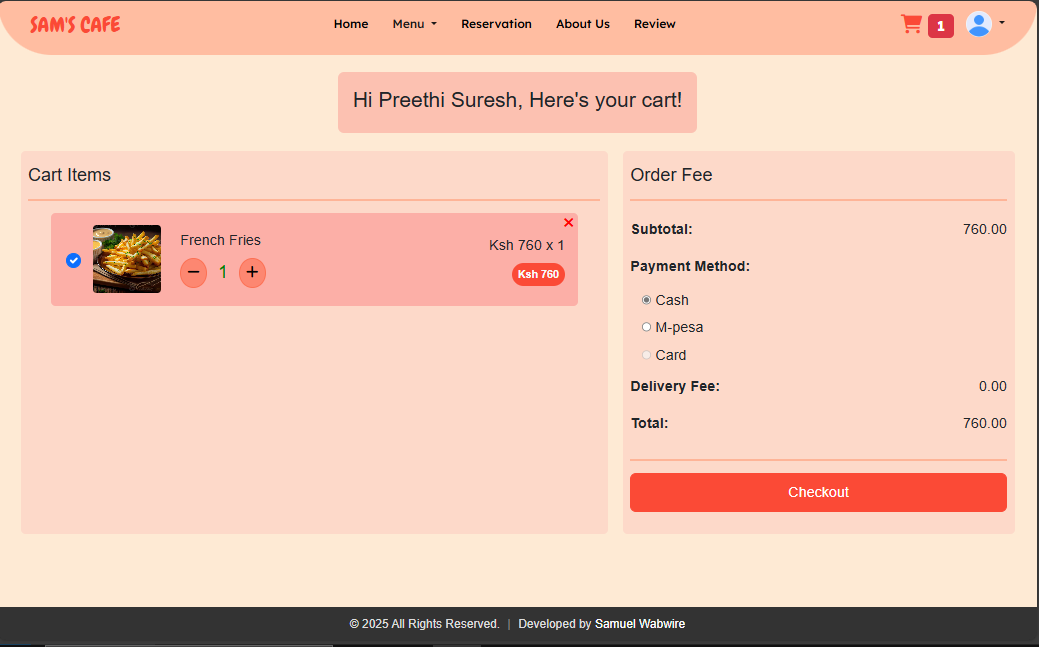 SAM'S CAFE
Home Menu Reservation About Us Review
1
Hi Preethi Suresh, Here's your cart!
Cart Items
French Fries
− 1 +
Ksh 760 x 1
Ksh 760
Order Fee
Subtotal: 760.00
Payment Method:
Cash
M-pesa
Card
Delivery Fee: 0.00
Total: 760.00
Checkout
© 2025 All Rights Reserved. | Developed by Samuel Wabwire